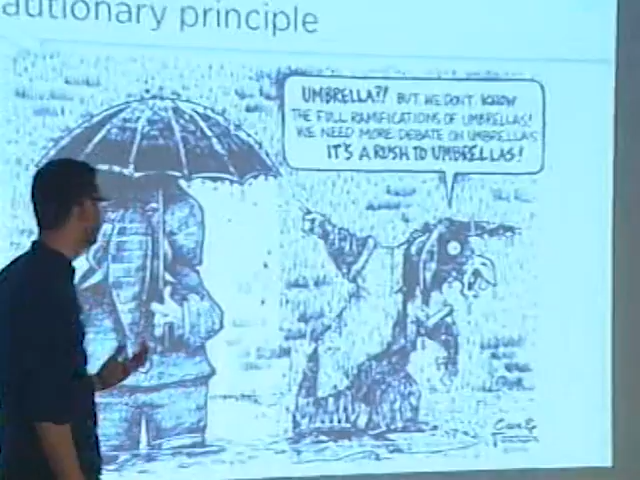 autionary principle
UMBRELLA?! BUT WE DON'T KNOW
THE FULL RAMIFICATIONS OF UMBRELLAS!
WE NEED MORE DEBATE ON UMBRELLAS
IT'S A RUSH TO UMBRELLAS!